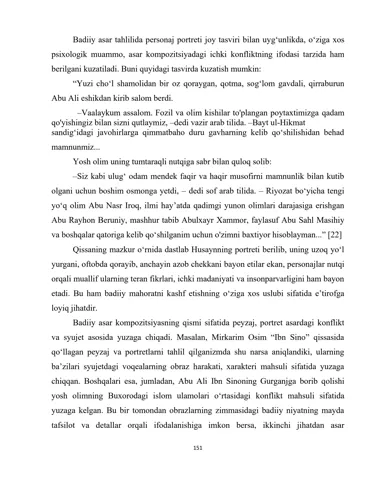 Badiiy asar tahlilida personaj portreti joy tasviri bilan uyg‘unlikda, o‘ziga xos
psixologik muammo, asar kompozitsiyadagi ichki konfliktning ifodasi tarzida ham
berilgani kuzatiladi. Buni quyidagi tasvirda kuzatish mumkin:
“Yuzi cho‘l shamolidan bir oz qoraygan, qotma, sog‘lom gavdali, qirraburun
Abu Ali eshikdan kirib salom berdi.
–Vaalaykum assalom. Fozil va olim kishilar to'plangan poytaxtimizga qadam
qo'yishingiz bilan sizni qutlaymiz, –dedi vazir arab tilida. –Bayt ul-Hikmat
sandig‘idagi javohirlarga qimmatbaho duru gavharning kelib qo‘shilishidan behad
mamnunmiz...
Yosh olim uning tumtaraqli nutqiga sabr bilan quloq solib:
–Siz kabi ulug‘ odam mendek faqir va haqir musofirni mamnunlik bilan kutib
olgani uchun boshim osmonga yetdi, – dedi sof arab tilida. – Riyozat bo‘yicha tengi
yo‘q olim Abu Nasr Iroq, ilmi hay’atda qadimgi yunon olimlari darajasiga erishgan
Abu Rayhon Beruniy, mashhur tabib Abulxayr Xammor, faylasuf Abu Sahl Masihiy
va boshqalar qatoriga kelib qo‘shilganim uchun o'zimni baxtiyor hisoblayman...” [22]
Qissaning mazkur o‘rnida dastlab Husaynning portreti berilib, uning uzoq yo‘l
yurgani, oftobda qorayib, anchayin azob chekkani bayon etilar ekan, personajlar nutqi
orqali muallif ularning teran fikrlari, ichki madaniyati va insonparvarligini ham bayon
etadi. Bu ham badiiy mahoratni kashf etishning o‘ziga xos uslubi sifatida e’tirofga
loyiq jihatdir.
Badiiy asar kompozitsiyasning qismi sifatida peyzaj, portret asardagi konflikt
va syujet asosida yuzaga chiqadi. Masalan, Mirkarim Osim “Ibn Sino” qissasida
qo‘llagan peyzaj va portretlarni tahlil qilganizmda shu narsa aniqlandiki, ularning
ba’zilari syujetdagi voqealarning obraz harakati, xarakteri mahsuli sifatida yuzaga
chiqqan. Boshqalari esa, jumladan, Abu Ali Ibn Sinoning Gurganjga borib qolishi
yosh olimning Buxorodagi islom ulamolari o‘rtasidagi konflikt mahsuli sifatida
yuzaga kelgan. Bu bir tomondan obrazlarning zimmasidagi badiiy niyatning mayda
tafsilot va detallar orqali ifodalanishiga imkon bersa, ikkinchi jihatdan asar
151